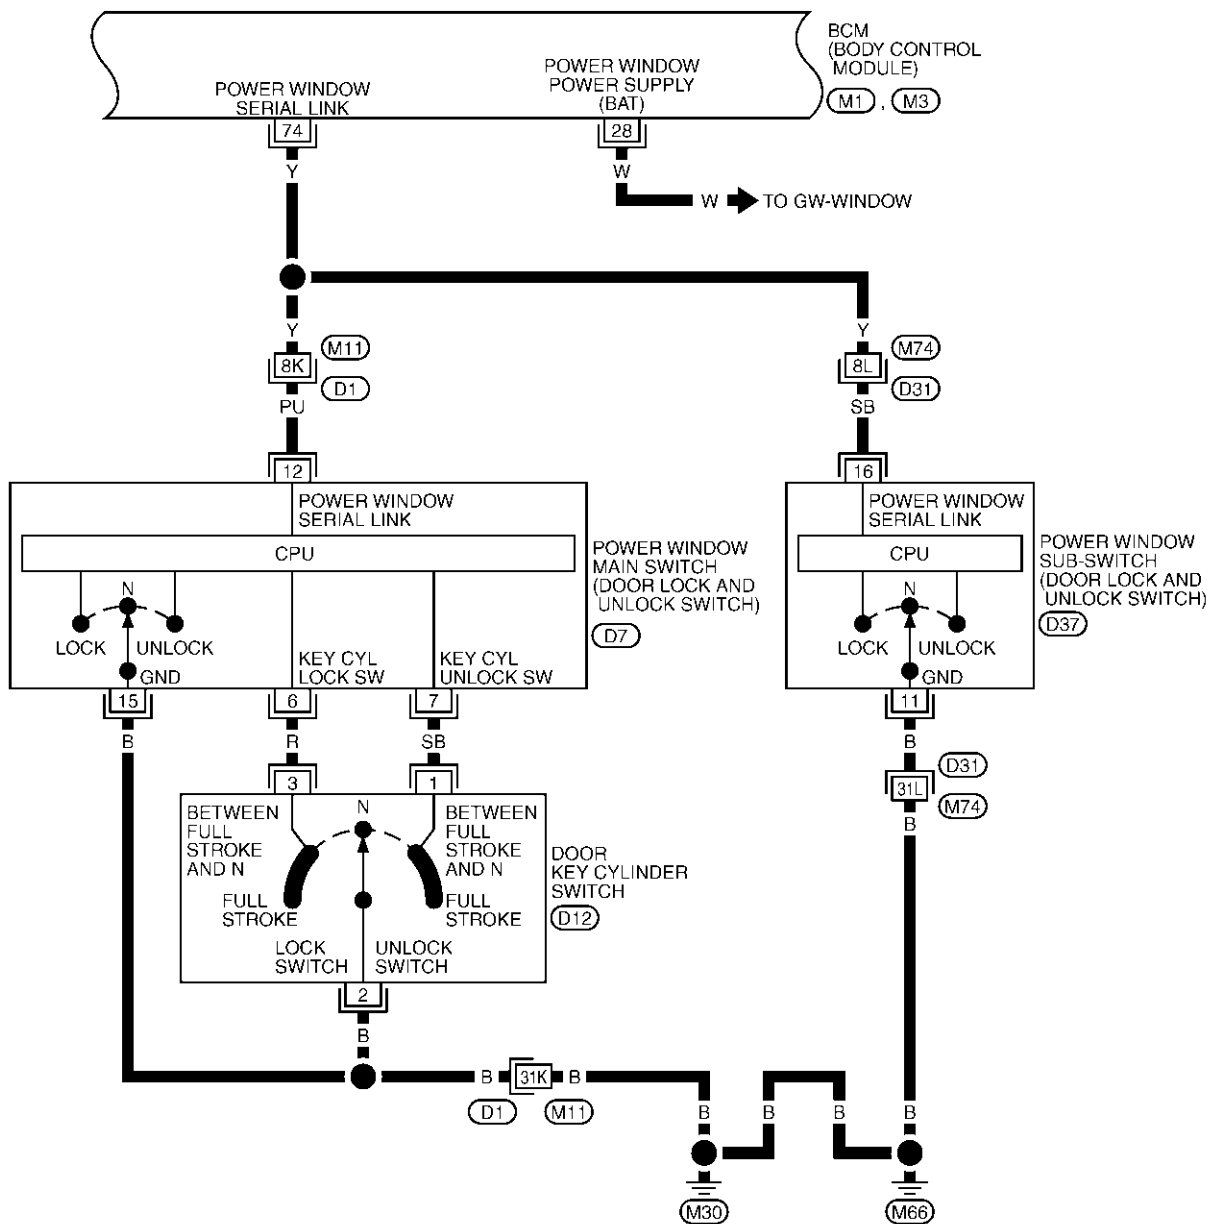 BCM
(BODY CONTROL
MODULE)
M1 , M3
POWER WINDOW
SERIAL LINK
POWER WINDOW
POWER SUPPLY
(BAT)
74
28
Y
W
W
TO GW-WINDOW
Y
Y
M11
M74
8K
8L
D1
D31
PU
SB
12
16
POWER WINDOW
SERIAL LINK
CPU
N
LOCK
UNLOCK
GND
KEY CYL
LOCK SW
KEY CYL
UNLOCK SW
POWER WINDOW
MAIN SWITCH
(DOOR LOCK AND
UNLOCK SWITCH)
D7
POWER WINDOW
SERIAL LINK
CPU
N
LOCK
UNLOCK
GND
POWER WINDOW
SUB-SWITCH
(DOOR LOCK AND
UNLOCK SWITCH)
D37
15
6
7
11
B
R
SB
B
3
1
D31
31L
M74
B
BETWEEN
FULL
STROKE
AND N
N
BETWEEN
FULL
STROKE
AND N
FULL
STROKE
FULL
STROKE
LOCK
SWITCH
UNLOCK
SWITCH
DOOR
KEY CYLINDER
SWITCH
D12
2
B
B
31K
B
D1
M11
B
B
B
B
M30
M66